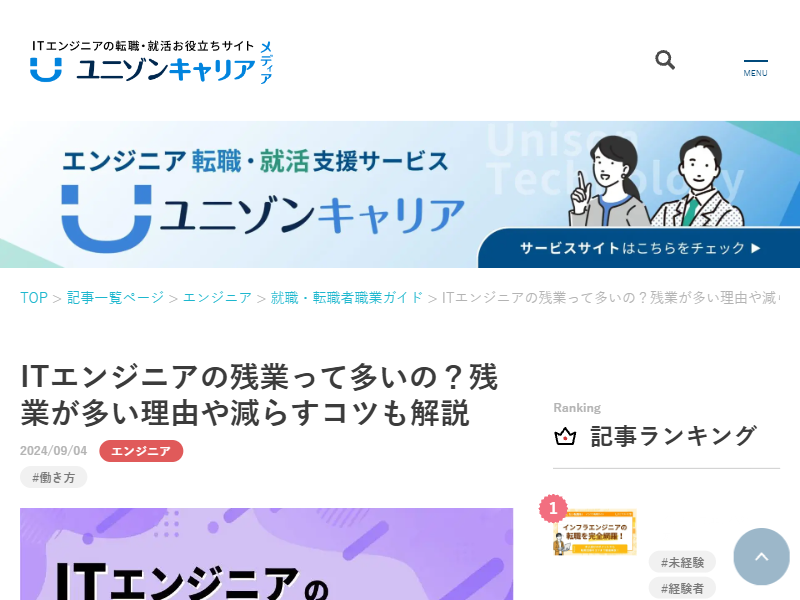 ITエンジニアの転職・就活お役立ちサイト
ユニゾンキャリア
メディア
MENU
Unison
Technology
エンジニア 転職・就活 支援サービス
ユニゾンキャリア
サービスサイトはこちらをチェック ▶
TOP > 記事一覧ページ > エンジニア > 就職・転職者職業ガイド > ITエンジニアの残業って多いの？残業が多い理由や減ら
ITエンジニアの残業って多いの？残
業が多い理由や減らすコツも解説
2024/09/04 エンジニア
#働き方
ITエンジニアの
Ranking
記事ランキング
1
インフラエンジニアの
転職を完全網羅！
#未経験
#経験者